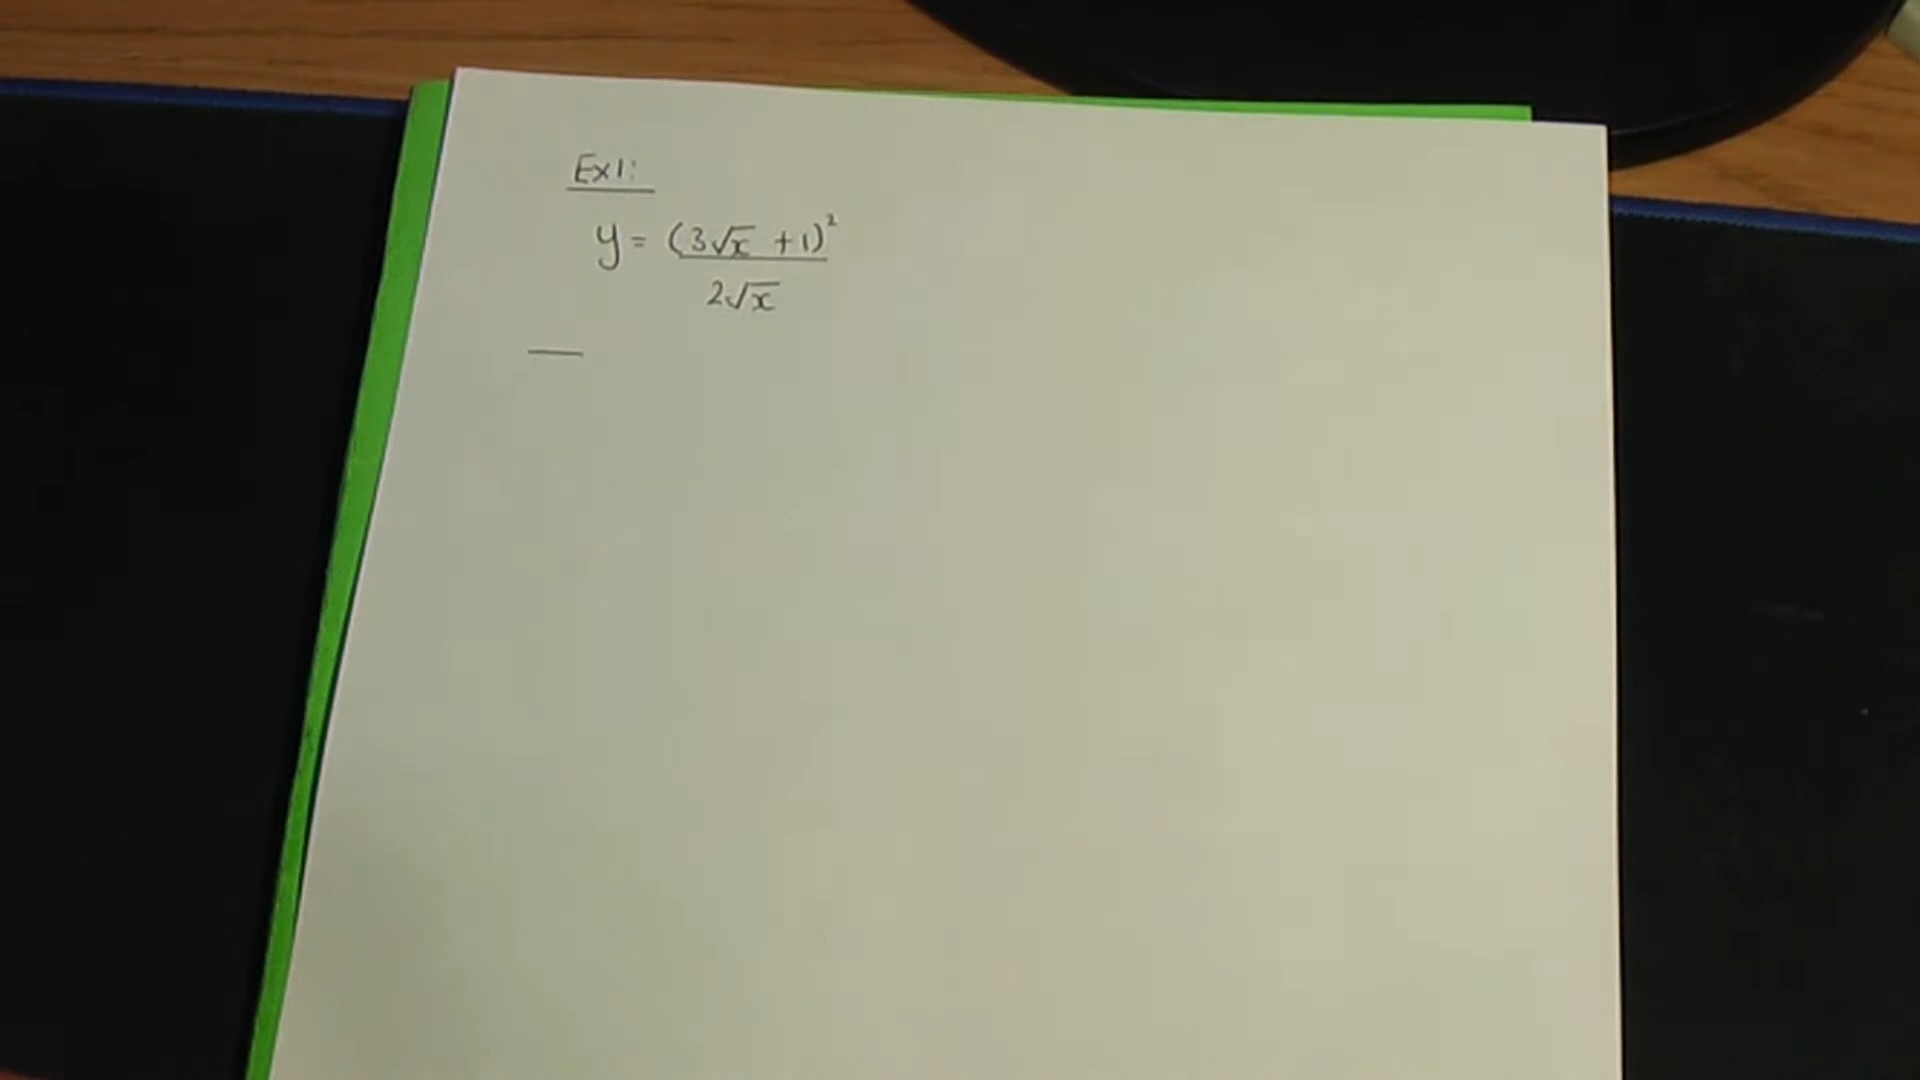 Ex1:
y = (3√x + 1)²
2√x